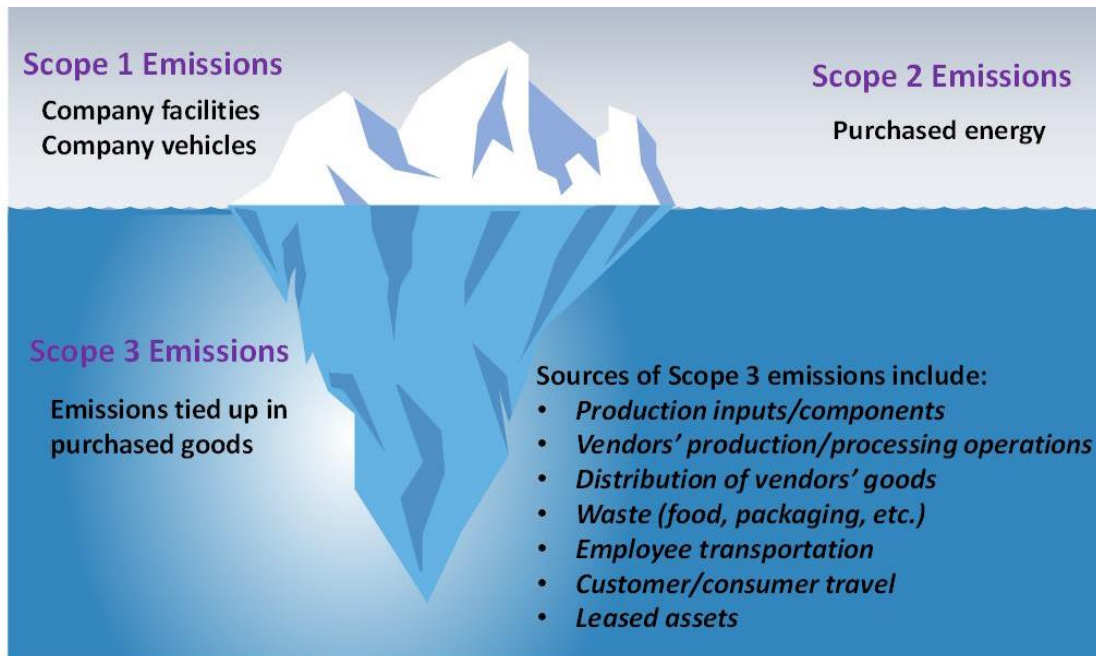 Scope 1 Emissions
Company facilities
Company vehicles
Scope 2 Emissions
Purchased energy
Scope 3 Emissions
Emissions tied up in
purchased goods
Sources of Scope 3 emissions include:
• Production inputs/components
• Vendors’ production/processing operations
• Distribution of vendors’ goods
• Waste (food, packaging, etc.)
• Employee transportation
• Customer/consumer travel
• Leased assets